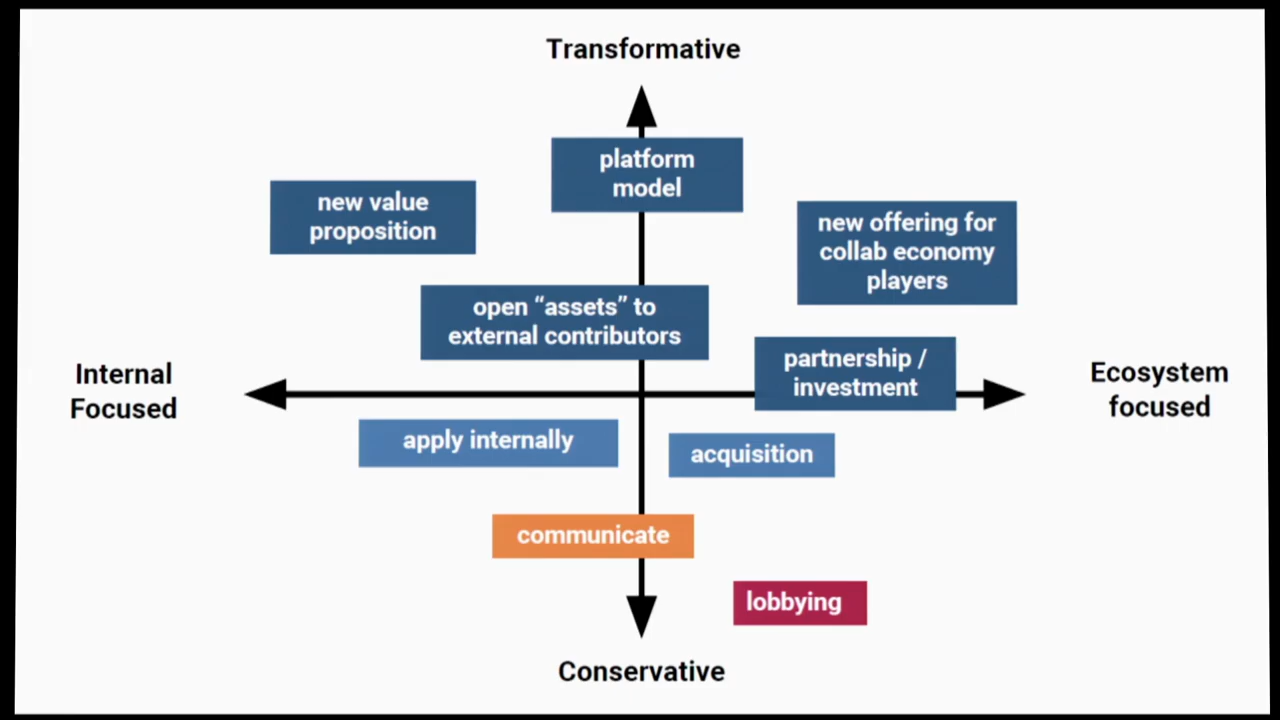 Transformative
platform
model
new value
proposition
new offering for
collab economy
players
open “assets” to
external contributors
partnership /
investment
Internal
Focused
Ecosystem
focused
apply internally
acquisition
communicate
lobbying
Conservative